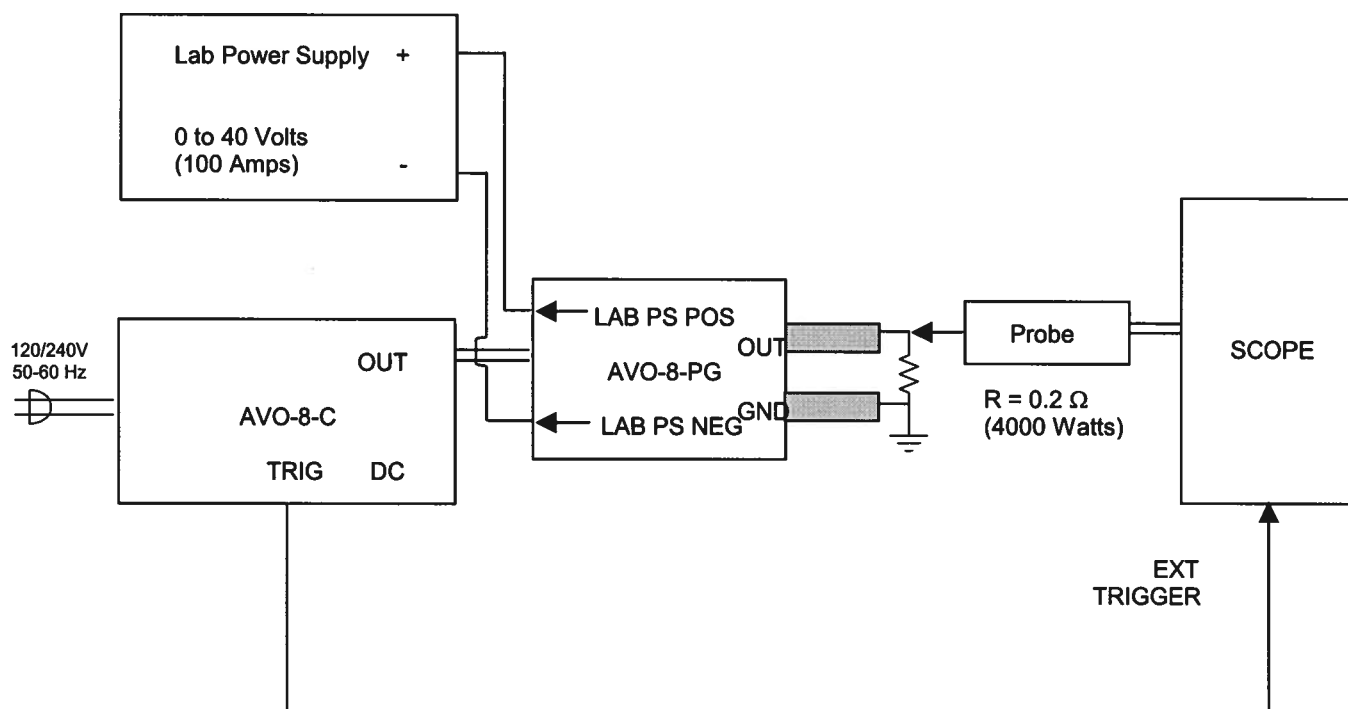 Lab Power Supply +
0 to 40 Volts
(100 Amps) -
120/240V
50-60 Hz
OUT
AVO-8-C
TRIG DC
LAB PS POS
OUT
AVO-8-PG
GND
LAB PS NEG
Probe
R = 0.2 Ω
(4000 Watts)
SCOPE
EXT
TRIGGER